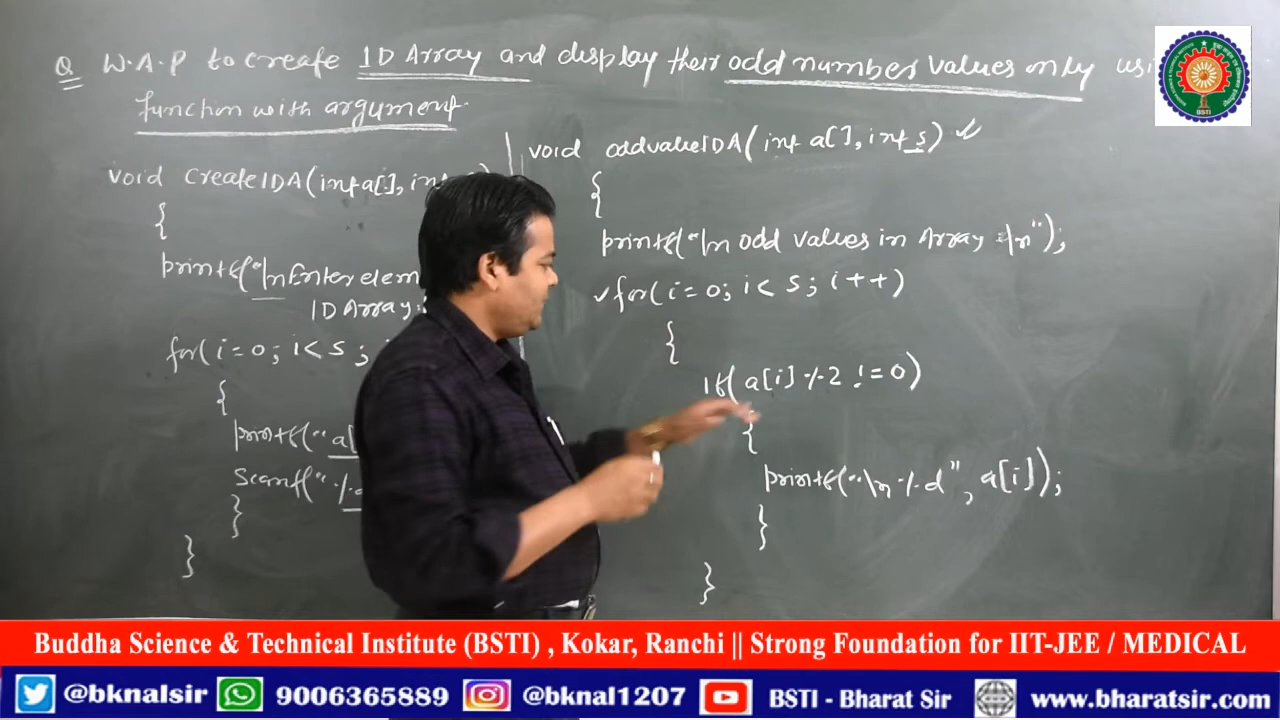 Q W.A.P to create 1D Array and display their odd number values only usi
function with argument.
void create1DA(int a[], int
{
printf("\nEnter elem
1D Array:
for(i=0; i<s;
{
printf("a[
scanf("%d
}
}
void oddvalue1DA(int a[], int s)
{
printf("\n odd values in Array =\n");
for(i=0; i<s; i++)
{
if(a[i]%2 !=0)
{
printf("\n%d", a[i]);
}
}
BSTI
Buddha Science & Technical Institute (BSTI) , Kokar, Ranchi || Strong Foundation for IIT-JEE / MEDICAL
@bknalsir 9006365889 @bknal1207 BSTI - Bharat Sir www.bharatsir.com